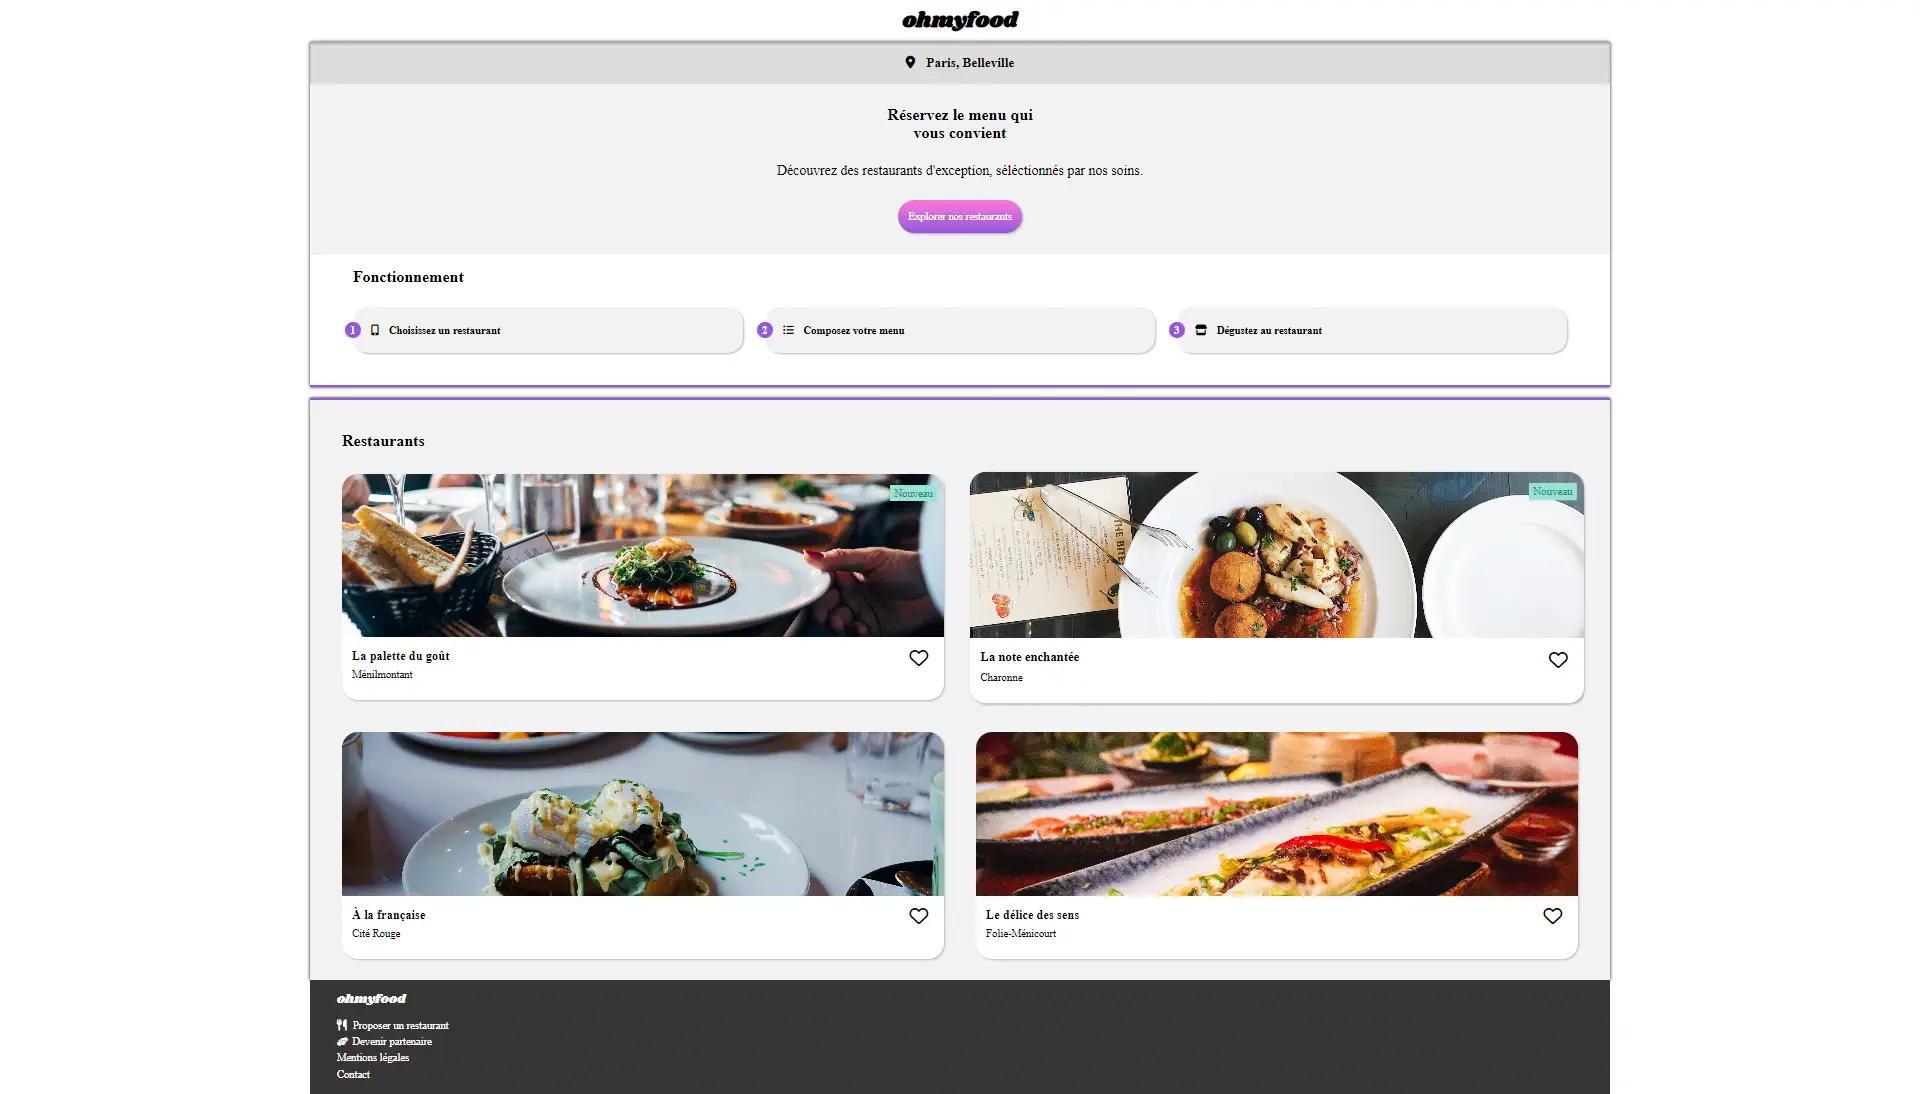 ohmyfood
Paris, Belleville
Réservez le menu qui
vous convient
Découvrez des restaurants d'exception, séléctionnés par nos soins.
Explorer nos restaurants
Fonctionnement
1 Choisissez un restaurant
2 Composez votre menu
3 Dégustez au restaurant
Restaurants
Nouveau
La palette du goût
Ménilmontant
Nouveau
THE BITE
La note enchantée
Charonne
À la française
Cité Rouge
Le délice des sens
Folie-Ménicourt
ohmyfood
Proposer un restaurant
Devenir partenaire
Mentions légales
Contact